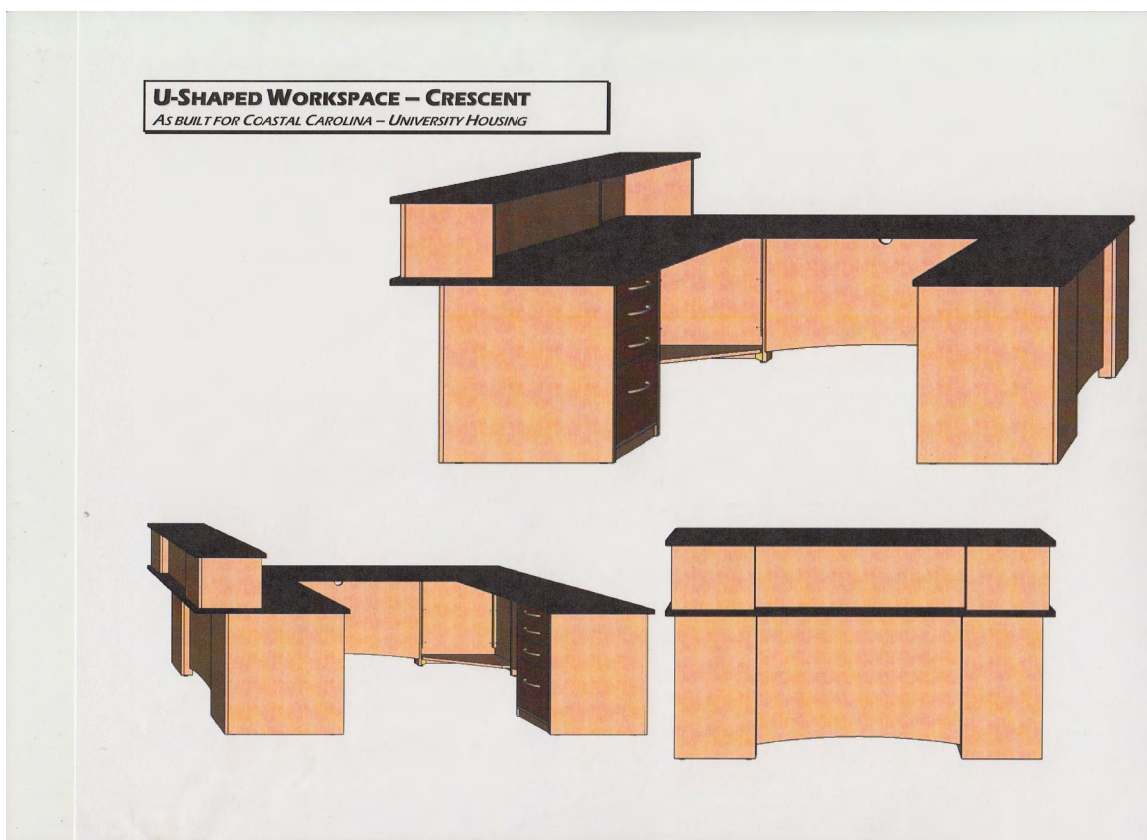 U-SHAPED WORKSPACE – CRESCENT
AS BUILT FOR COASTAL CAROLINA – UNIVERSITY HOUSING